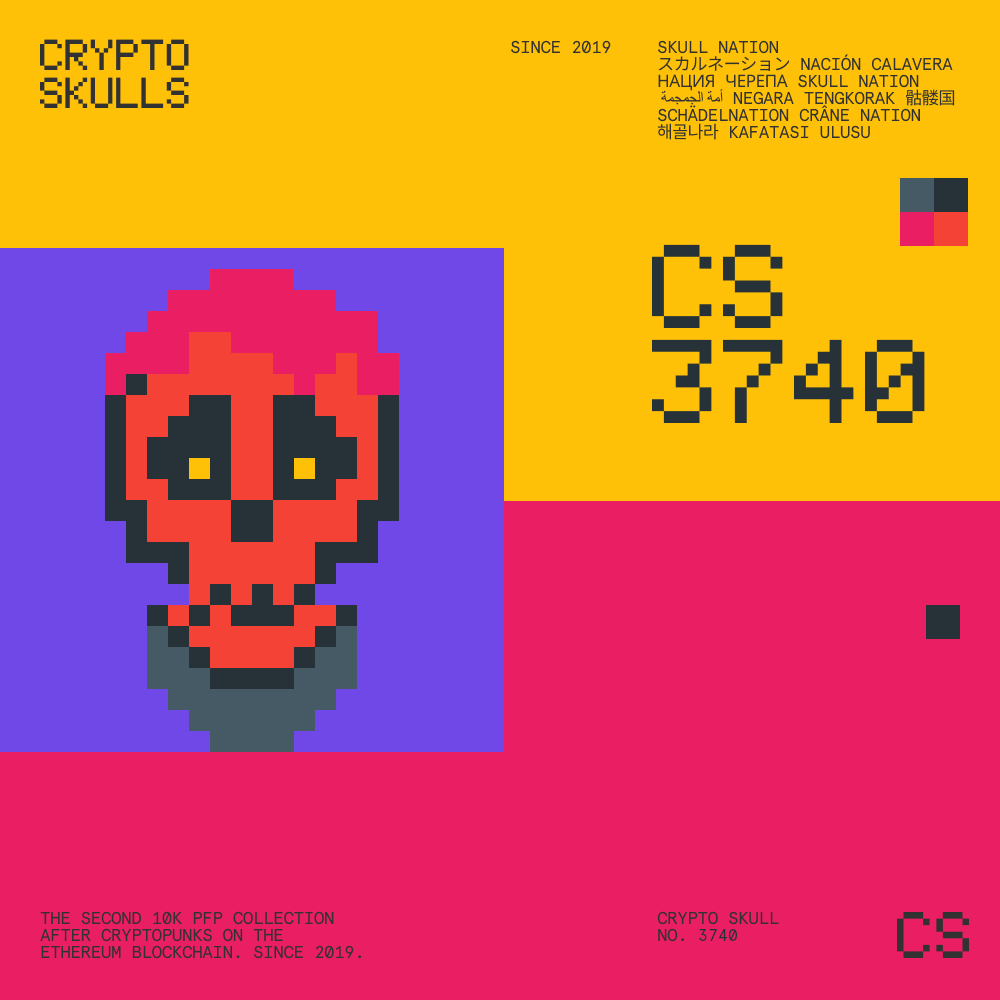 CRYPTO
SKULLS
SINCE 2019
SKULL NATION
スカルネーション NACIÓN CALAVERA
НАЦИЯ ЧЕРЕПА SKULL NATION
أمة الجمجمة NEGARA TENGKORAK 骷髅国
SCHÄDELNATION CRÂNE NATION
해골나라 KAFATASI ULUSU
CS
3740
THE SECOND 10K PFP COLLECTION
AFTER CRYPTOPUNKS ON THE
ETHEREUM BLOCKCHAIN. SINCE 2019.
CRYPTO SKULL
NO. 3740
CS